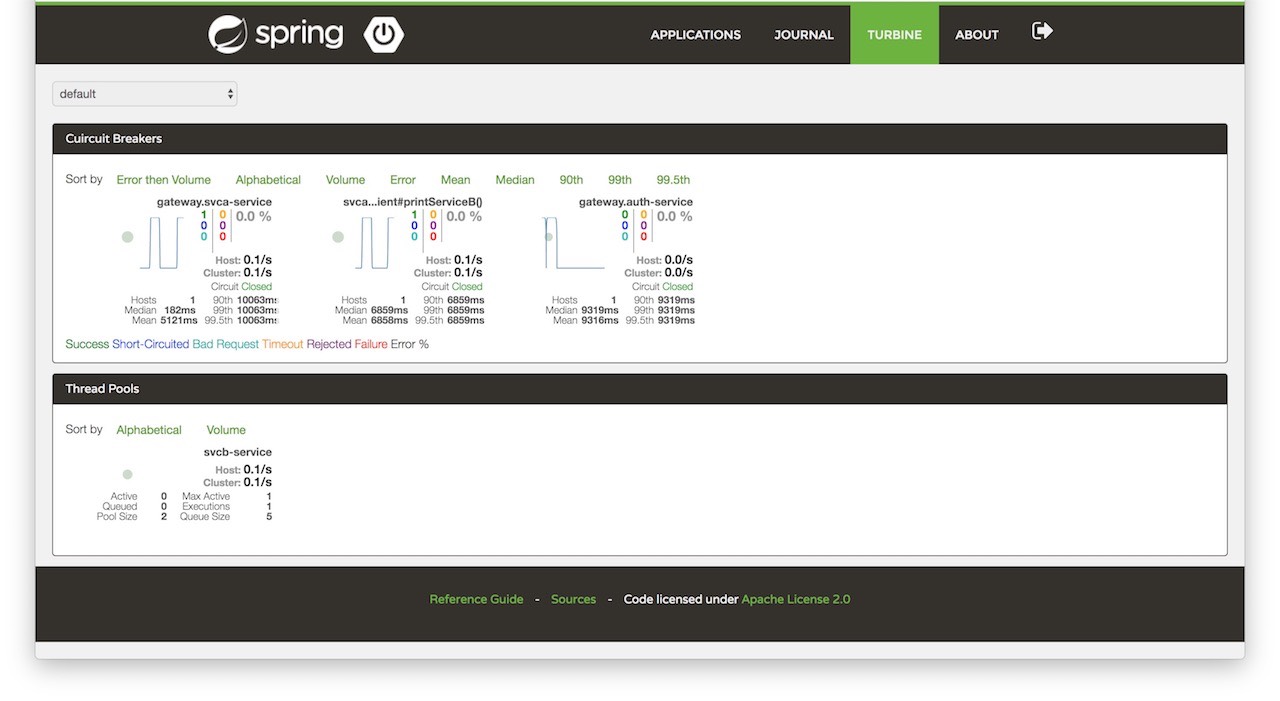 spring APPLICATIONS JOURNAL TURBINE ABOUT
default
Cuircuit Breakers
Sort by Error then Volume Alphabetical Volume Error Mean Median 90th 99th 99.5th
gateway.svca-service
1 0 0.0 %
0 0
0 0
Host: 0.1/s
Cluster: 0.1/s
Circuit Closed
Hosts 1 90th 10063ms
Median 182ms 99th 10063ms
Mean 5121ms 99.5th 10063ms
svca...ient#printServiceB()
1 0 0.0 %
0 0
0 0
Host: 0.1/s
Cluster: 0.1/s
Circuit Closed
Hosts 1 90th 6859ms
Median 6859ms 99th 6859ms
Mean 6858ms 99.5th 6859ms
gateway.auth-service
0 0 0.0 %
0 0
0 0
Host: 0.0/s
Cluster: 0.0/s
Circuit Closed
Hosts 1 90th 9319ms
Median 9319ms 99th 9319ms
Mean 9316ms 99.5th 9319ms
Success Short-Circuited Bad Request Timeout Rejected Failure Error %
Thread Pools
Sort by Alphabetical Volume
svcb-service
Host: 0.1/s
Cluster: 0.1/s
Active 0 Max Active 1
Queued 0 Executions 1
Pool Size 2 Queue Size 5
Reference Guide - Sources - Code licensed under Apache License 2.0